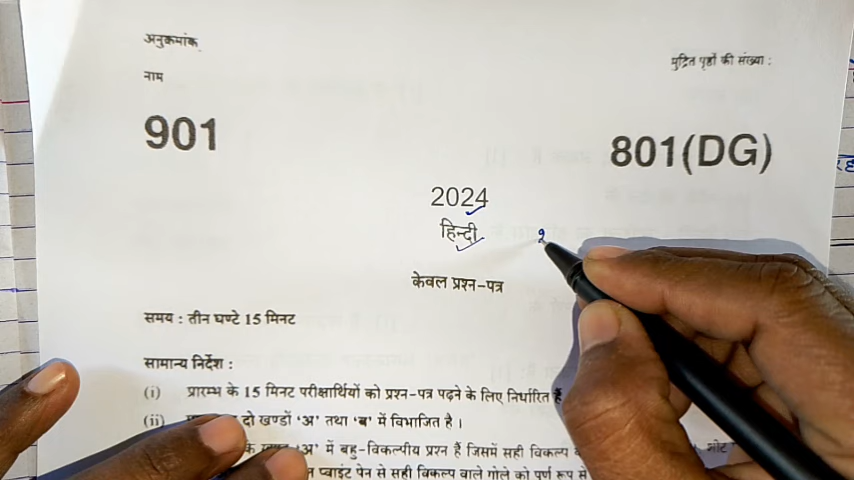 अनुक्रमांक
मुद्रित पृष्ठों की संख्या :
नाम
901
801(DG)
2024
हिन्दी
केवल प्रश्न-पत्र
समय : तीन घण्टे 15 मिनट
सामान्य निर्देश :
(i) प्रारम्भ के 15 मिनट परीक्षार्थियों को प्रश्न-पत्र पढ़ने के लिए निर्धारित हैं
(ii) दो खण्डों 'अ' तथा 'ब' में विभाजित है ।
'अ' में बहु-विकल्पीय प्रश्न हैं जिसमें सही विकल्प
प्वाइंट पेन से सही विकल्प वाले गोले को पूर्ण रूप से